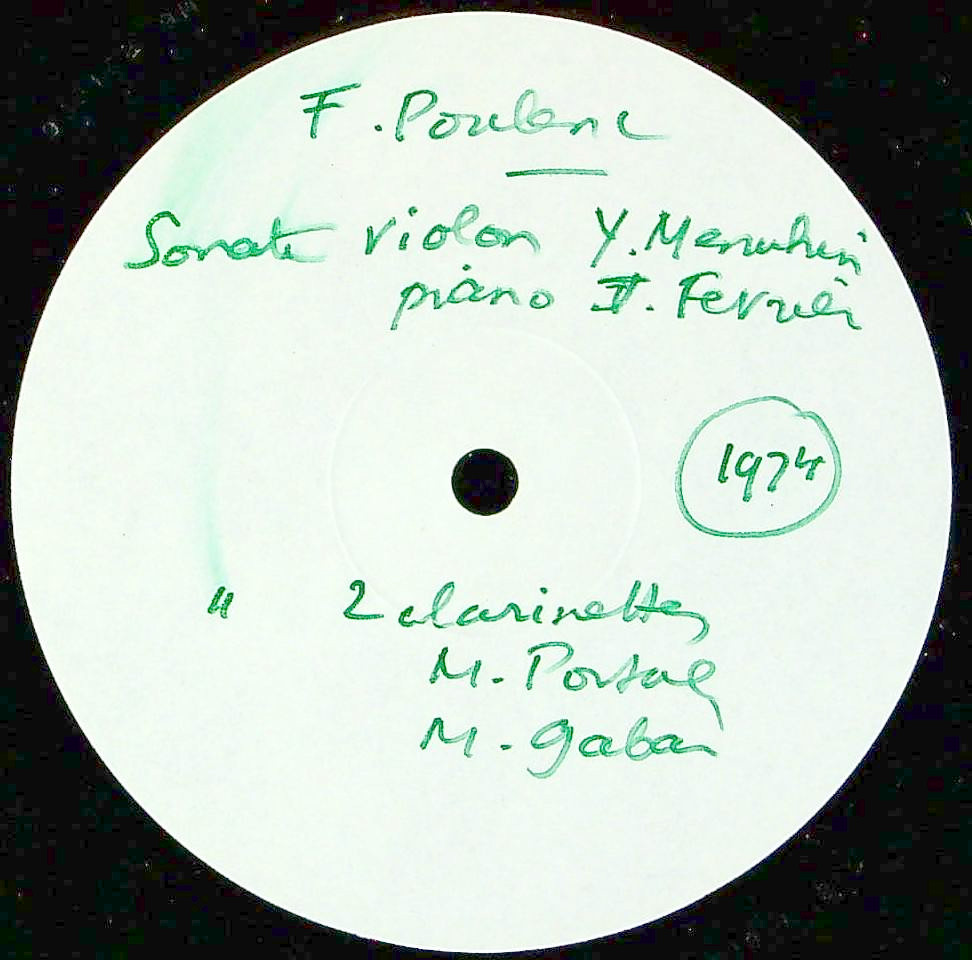 F. Poulenc
Sonate violon Y. Menuhin
piano J. Février
1974
" 2 clarinettes
M. Portal
M. Gabai